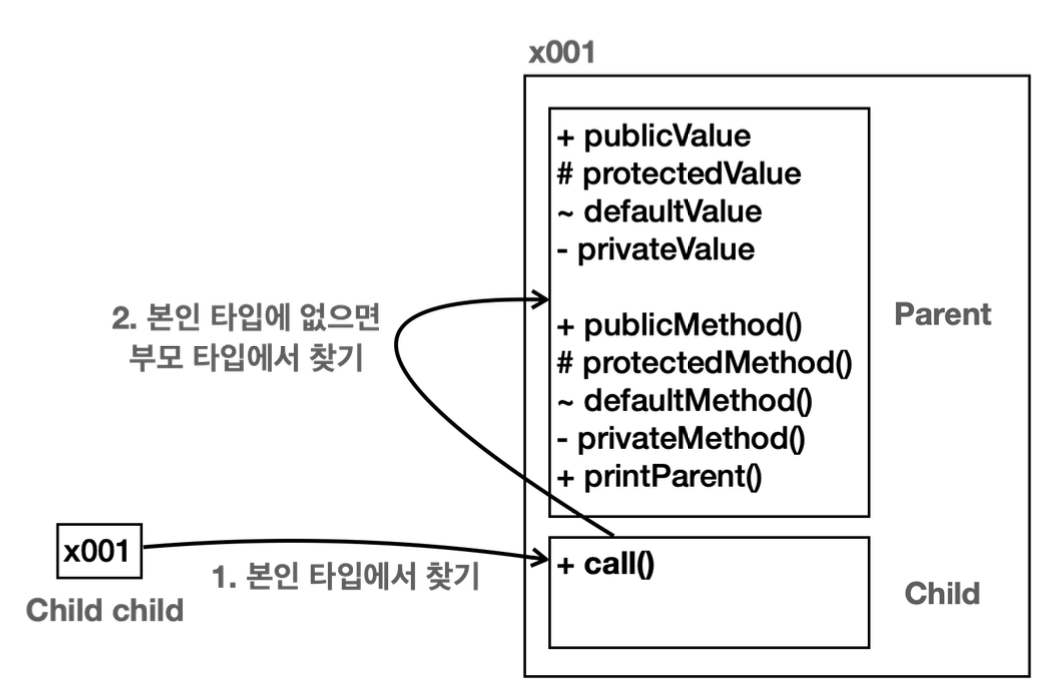 x001
+ publicValue
# protectedValue
~ defaultValue
- privateValue
+ publicMethod()
# protectedMethod()
~ defaultMethod()
- privateMethod()
+ printParent()
Parent
2. 본인 타입에 없으면
부모 타입에서 찾기
x001
Child child
1. 본인 타입에서 찾기
+ call()
Child